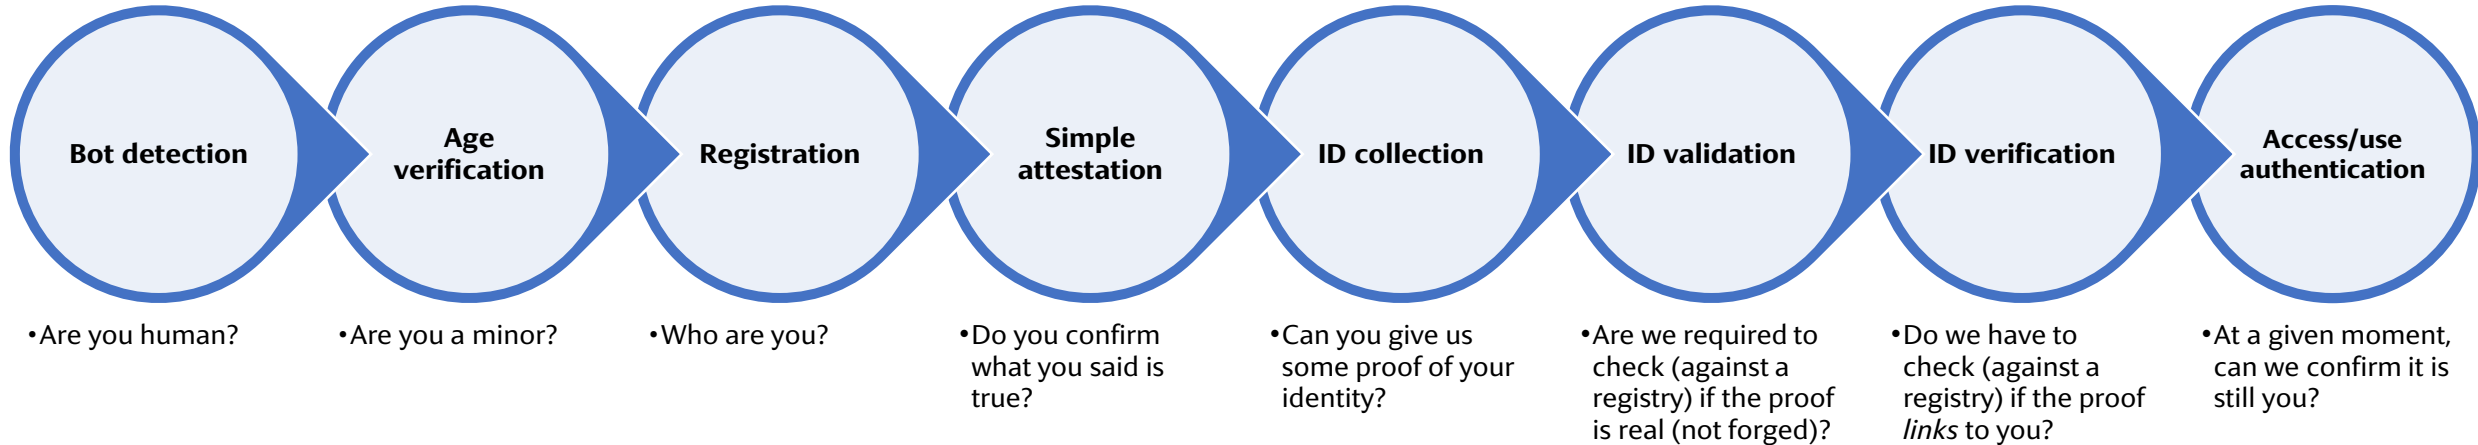 Bot detection
Age
verification
Registration
Simple
attestation
ID collection
ID validation
ID verification
Access/use
authentication
•Are you human?
•Are you a minor?
•Who are you?
•Do you confirm
what you said is
true?
•Can you give us
some proof of your
identity?
•Are we required to
check (against a
registry) if the proof
is real (not forged)?
•Do we have to
check (against a
registry) if the proof
links to you?
•At a given moment,
can we confirm it is
still you?